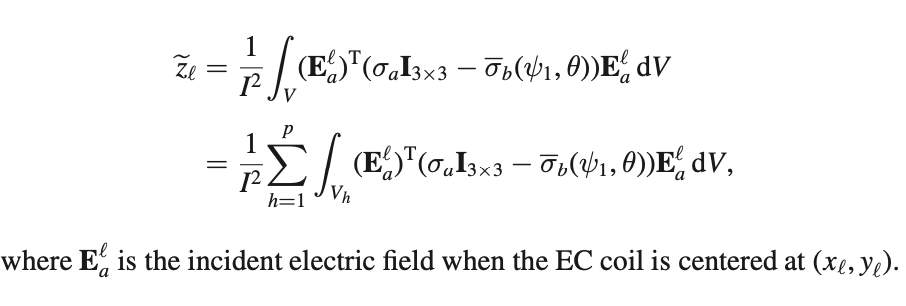 z̃_ℓ = 1/I² ∫_V (𝐄_a^ℓ)^T (σ_a 𝐈_{3×3} − σ̅_b(ψ_1, θ)) 𝐄_a^ℓ dV
= 1/I² ∑_{h=1}^{p} ∫_{V_h} (𝐄_a^ℓ)^T (σ_a 𝐈_{3×3} − σ̅_b(ψ_1, θ)) 𝐄_a^ℓ dV,
where 𝐄_a^ℓ is the incident electric field when the EC coil is centered at (x_ℓ, y_ℓ).